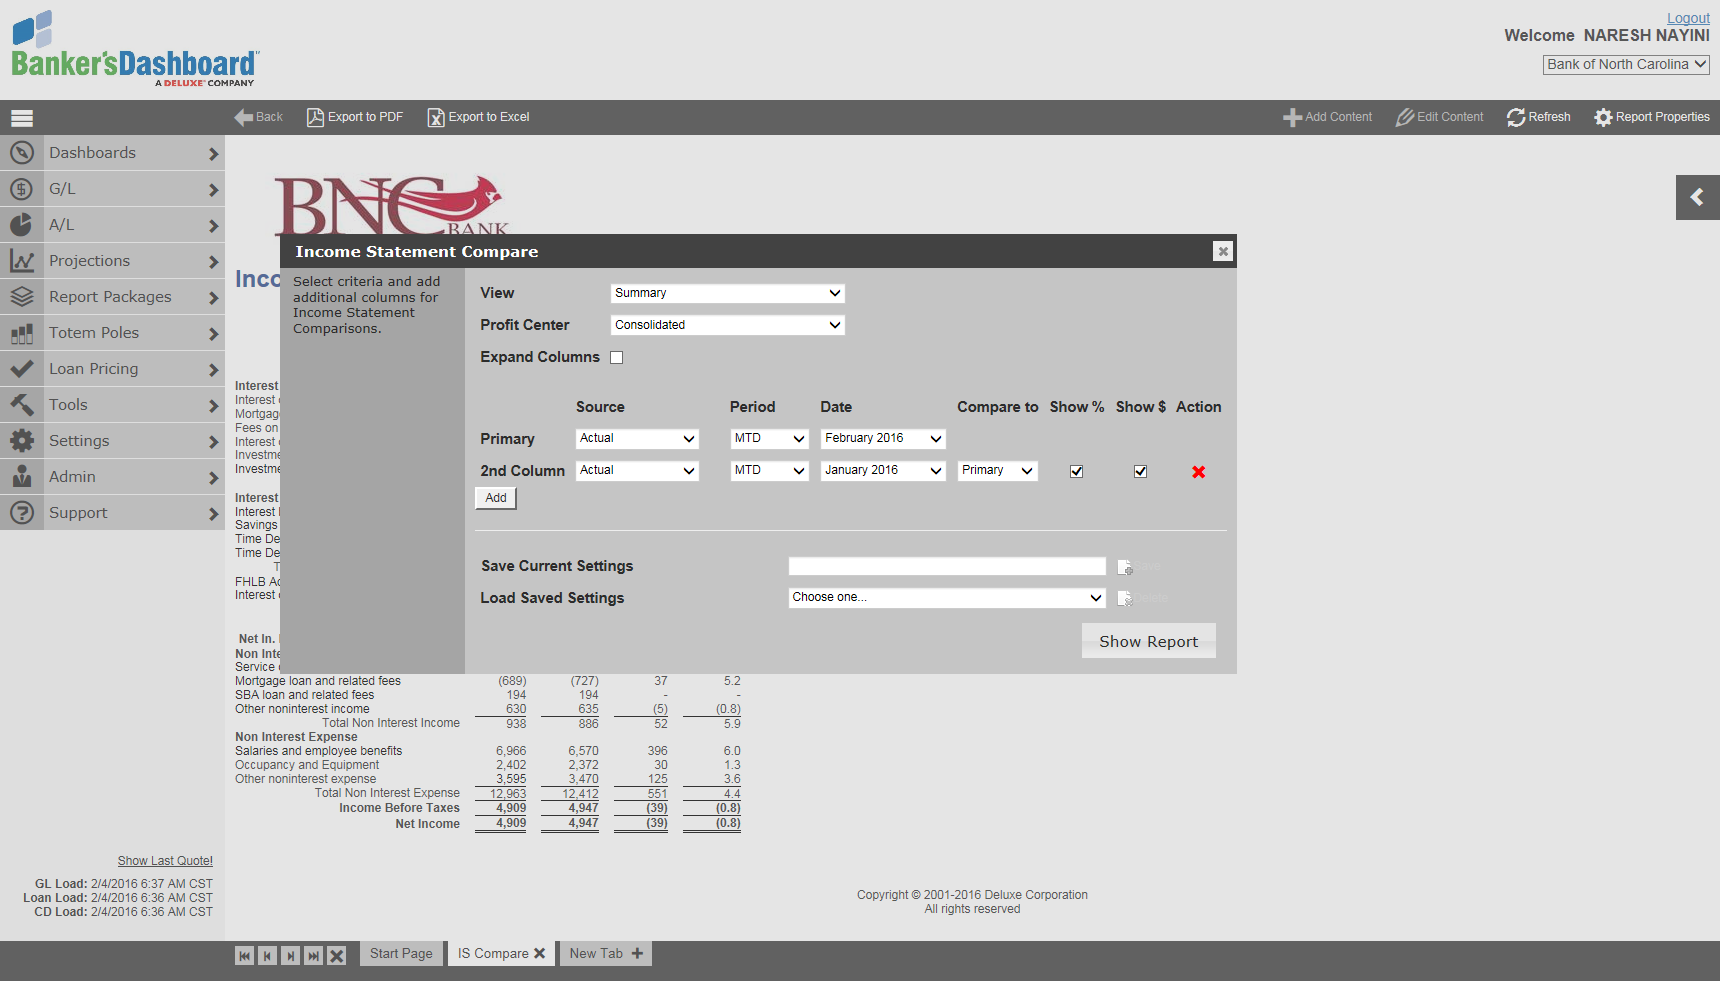 Logout
Welcome NARESH NAYINI
Banker'sDashboard
A DELUXE COMPANY
Bank of North Carolina
Back
Export to PDF
Export to Excel
Add Content
Edit Content
Refresh
Report Properties
Dashboards
G/L
A/L
Projections
Report Packages
Totem Poles
Loan Pricing
Tools
Settings
Admin
Support
BNC
BANK
Inco
Income Statement Compare
Select criteria and add
additional columns for
Income Statement
Comparisons.
View Summary
Profit Center Consolidated
Expand Columns
Source Period Date Compare to Show % Show $ Action
Primary Actual MTD February 2016
2nd Column Actual MTD January 2016 Primary
Add
Save Current Settings
Load Saved Settings Choose one...
Show Report
Interest
Interest
Mortgag
Fees on
Interest
Investme
Investme
Interest
Interest
Savings
Time De
Time De
T
FHLB Ac
Interest
Net In.
Non Inte
Service
Mortgage loan and related fees (689) (727) 37 5.2
SBA loan and related fees 194 194 - -
Other noninterest income 630 635 (5) (0.8)
Total Non Interest Income 938 886 52 5.9
Non Interest Expense
Salaries and employee benefits 6,966 6,570 396 6.0
Occupancy and Equipment 2,402 2,372 30 1.3
Other noninterest expense 3,595 3,470 125 3.6
Total Non Interest Expense 12,963 12,412 551 4.4
Income Before Taxes 4,909 4,947 (39) (0.8)
Net Income 4,909 4,947 (39) (0.8)
Show Last Quote!
GL Load: 2/4/2016 6:37 AM CST
Loan Load: 2/4/2016 6:36 AM CST
CD Load: 2/4/2016 6:36 AM CST
Copyright © 2001-2016 Deluxe Corporation
All rights reserved
Start Page
IS Compare
New Tab